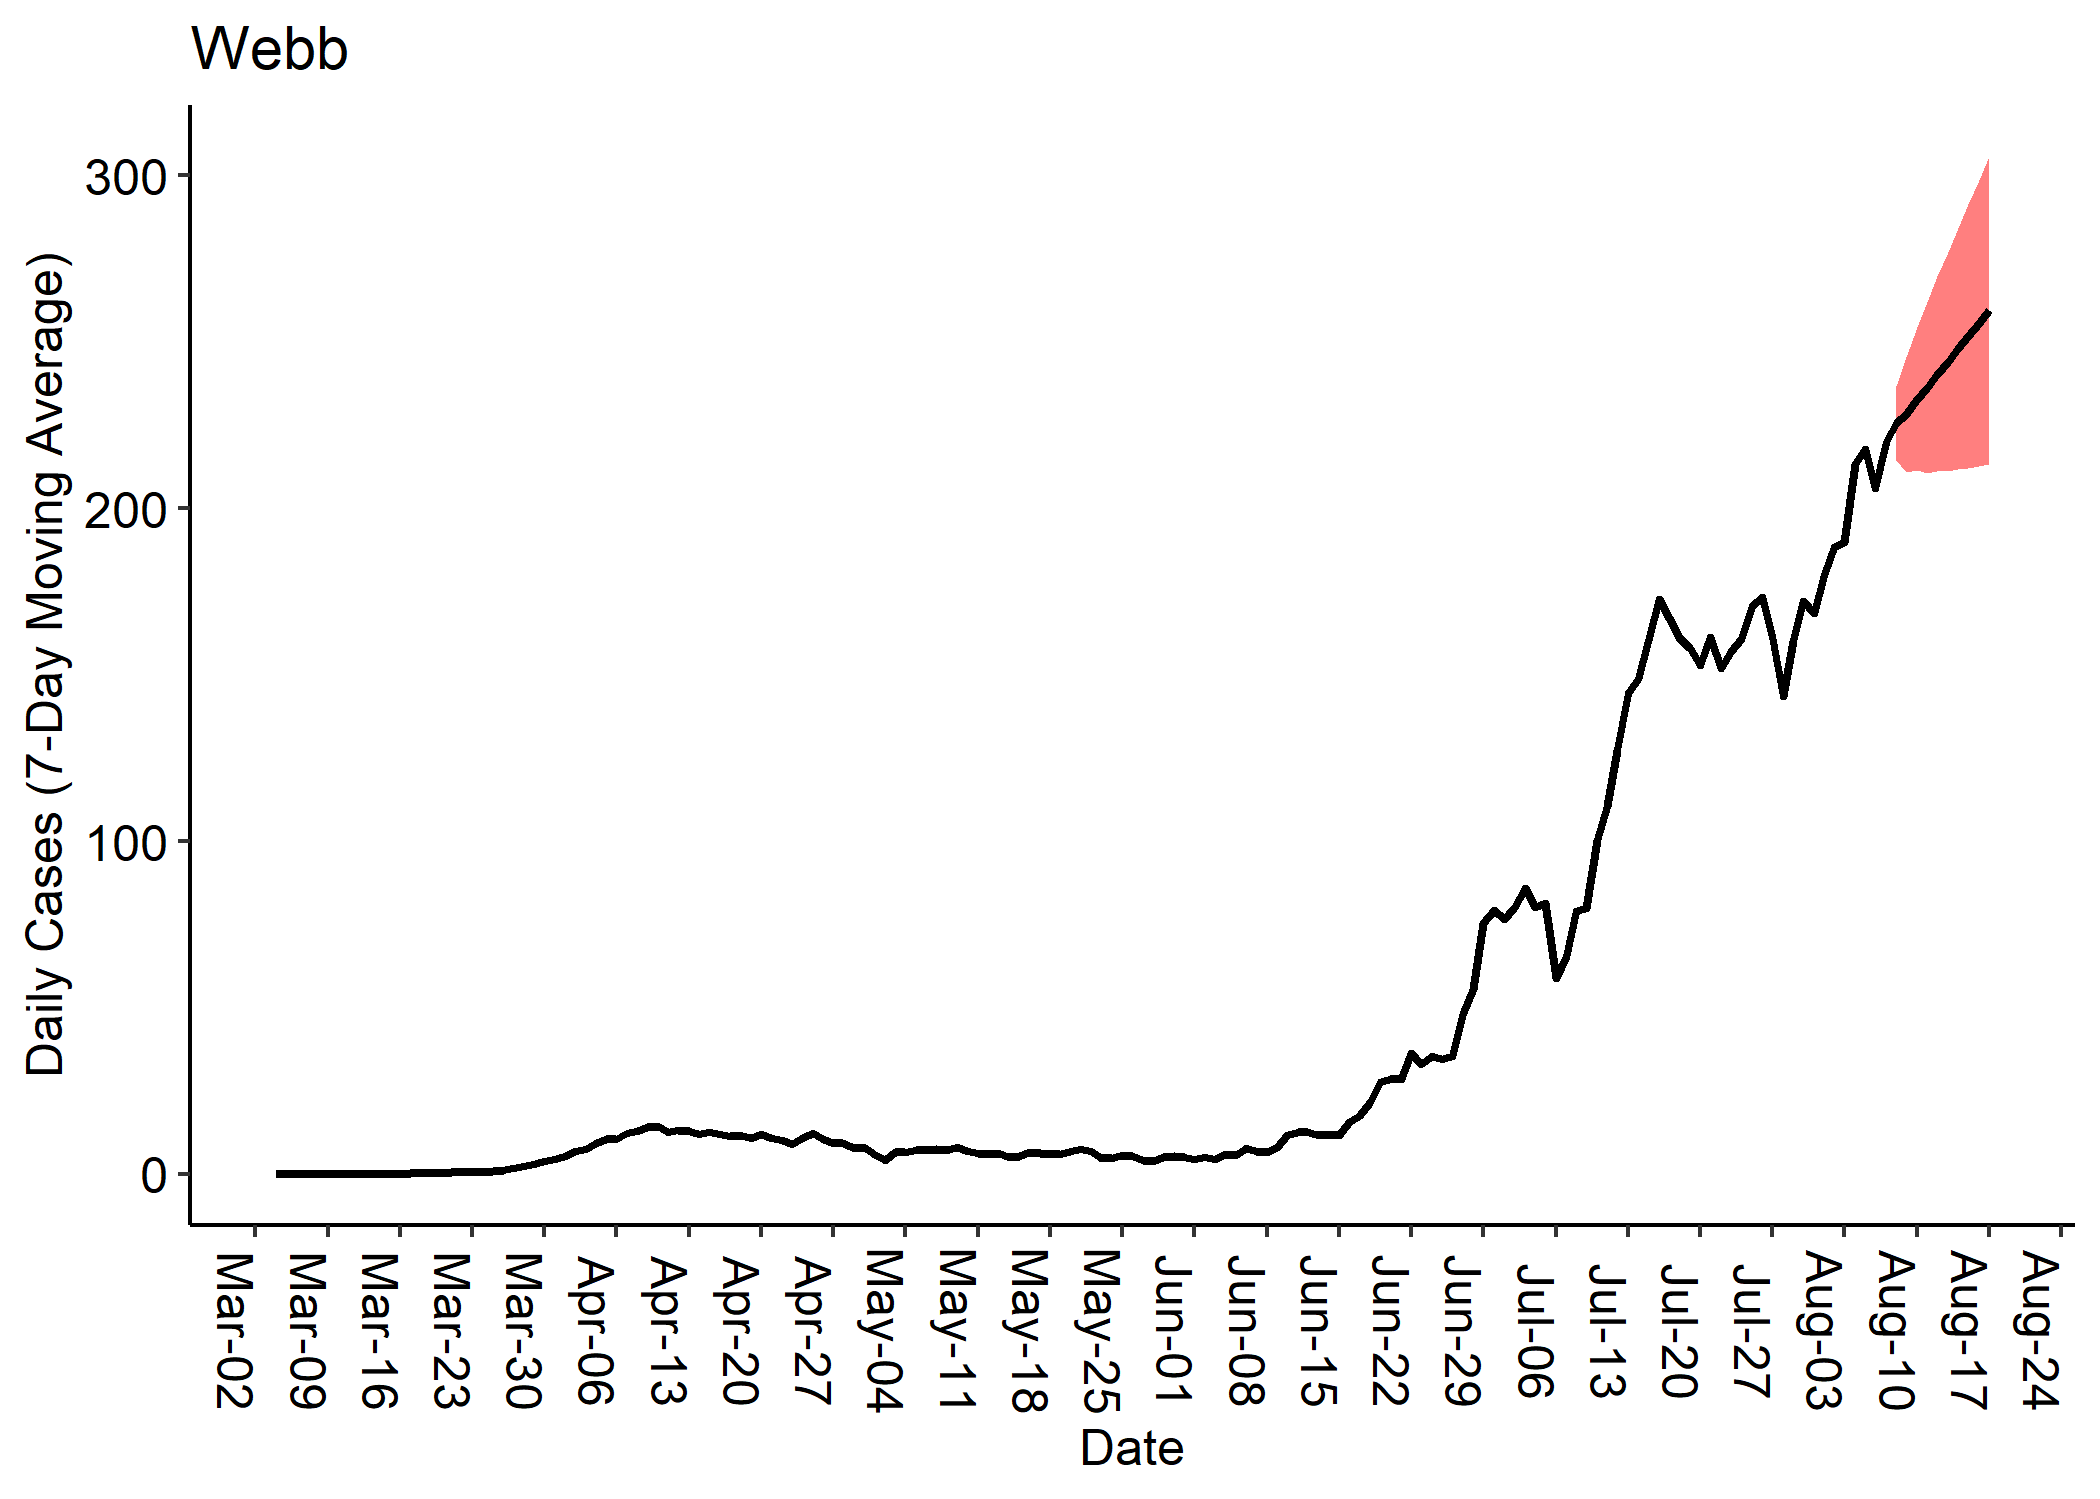 Webb
Daily Cases (7-Day Moving Average)
300
200
100
0
Mar-02
Mar-09
Mar-16
Mar-23
Mar-30
Apr-06
Apr-13
Apr-20
Apr-27
May-04
May-11
May-18
May-25
Jun-01
Jun-08
Jun-15
Jun-22
Jun-29
Jul-06
Jul-13
Jul-20
Jul-27
Aug-03
Aug-10
Aug-17
Aug-24
Date